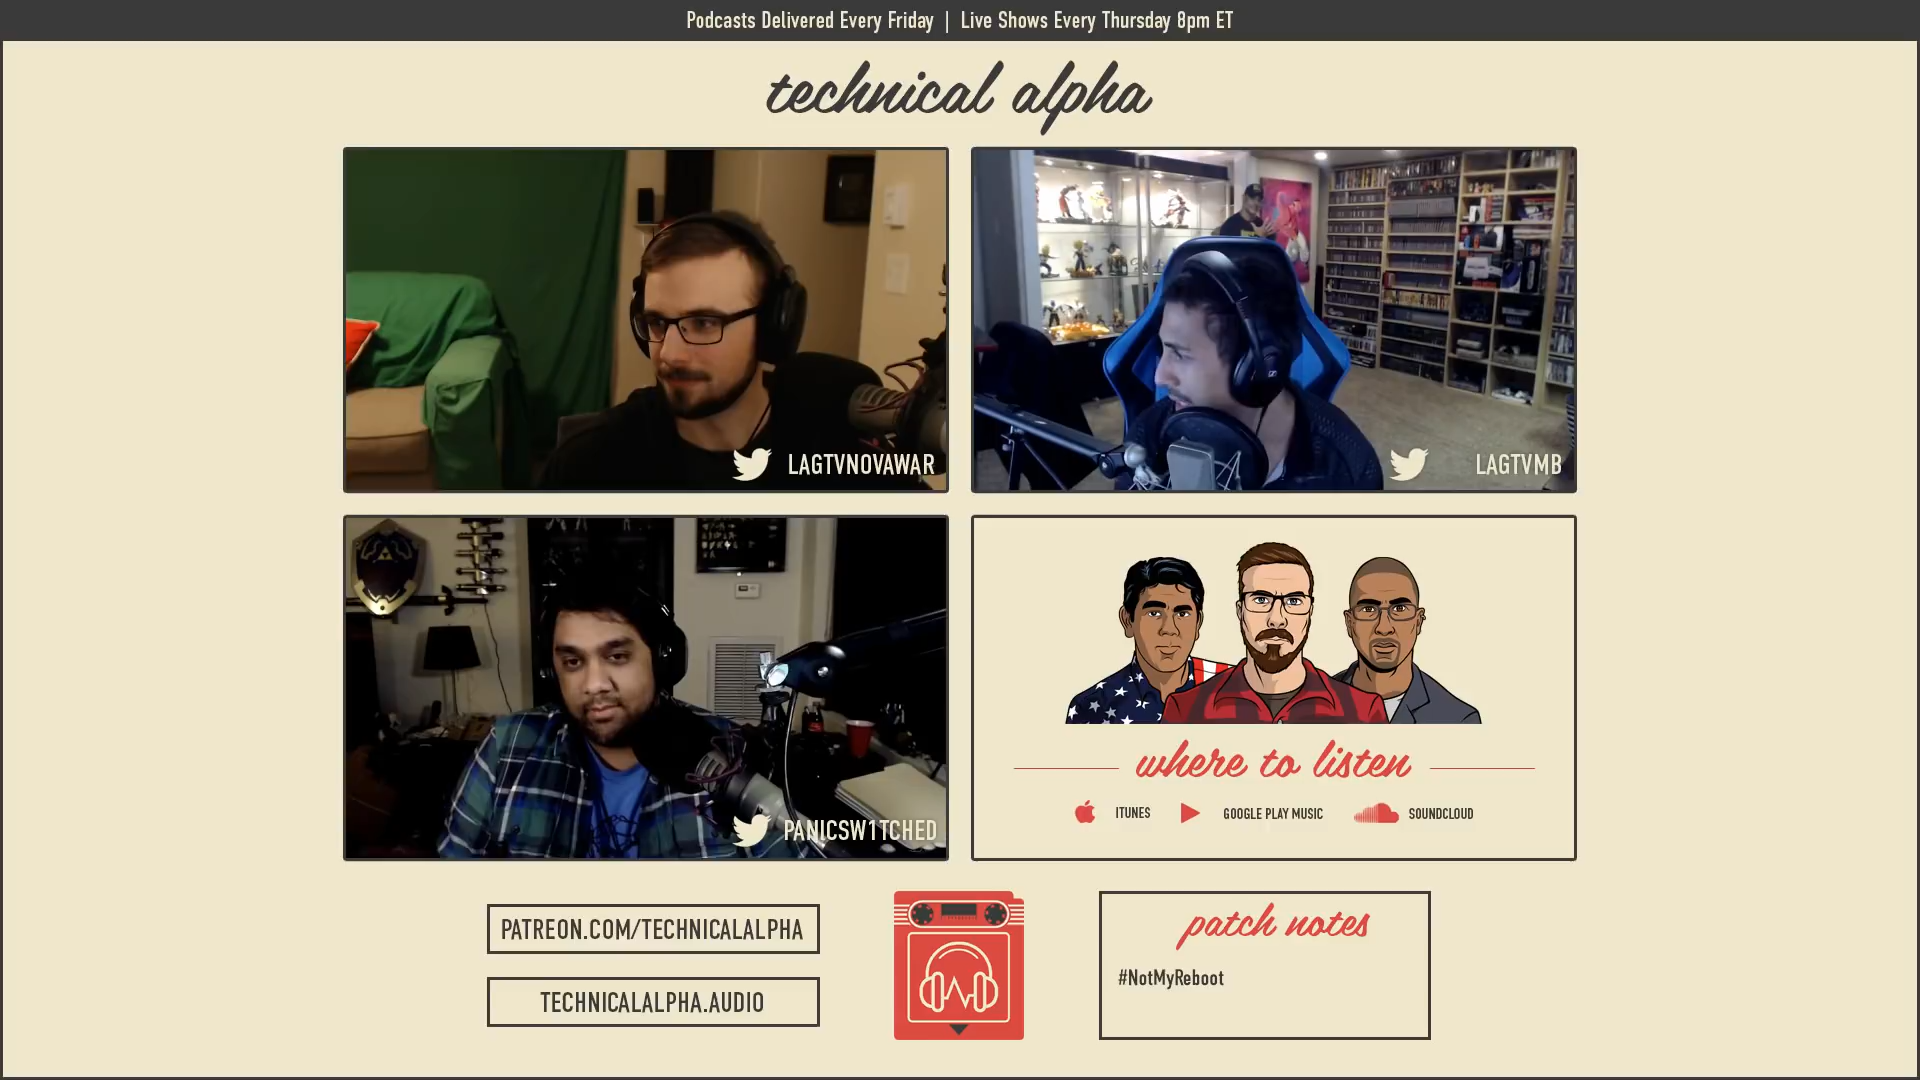 Podcasts Delivered Every Friday | Live Shows Every Thursday 8pm ET
technical alpha
LAGTVNOVAWAR
LAGTVMB
PANICSW1TCHED
where to listen
ITUNES
GOOGLE PLAY MUSIC
SOUNDCLOUD
PATREON.COM/TECHNICALALPHA
TECHNICALALPHA.AUDIO
patch notes
#NotMyReboot